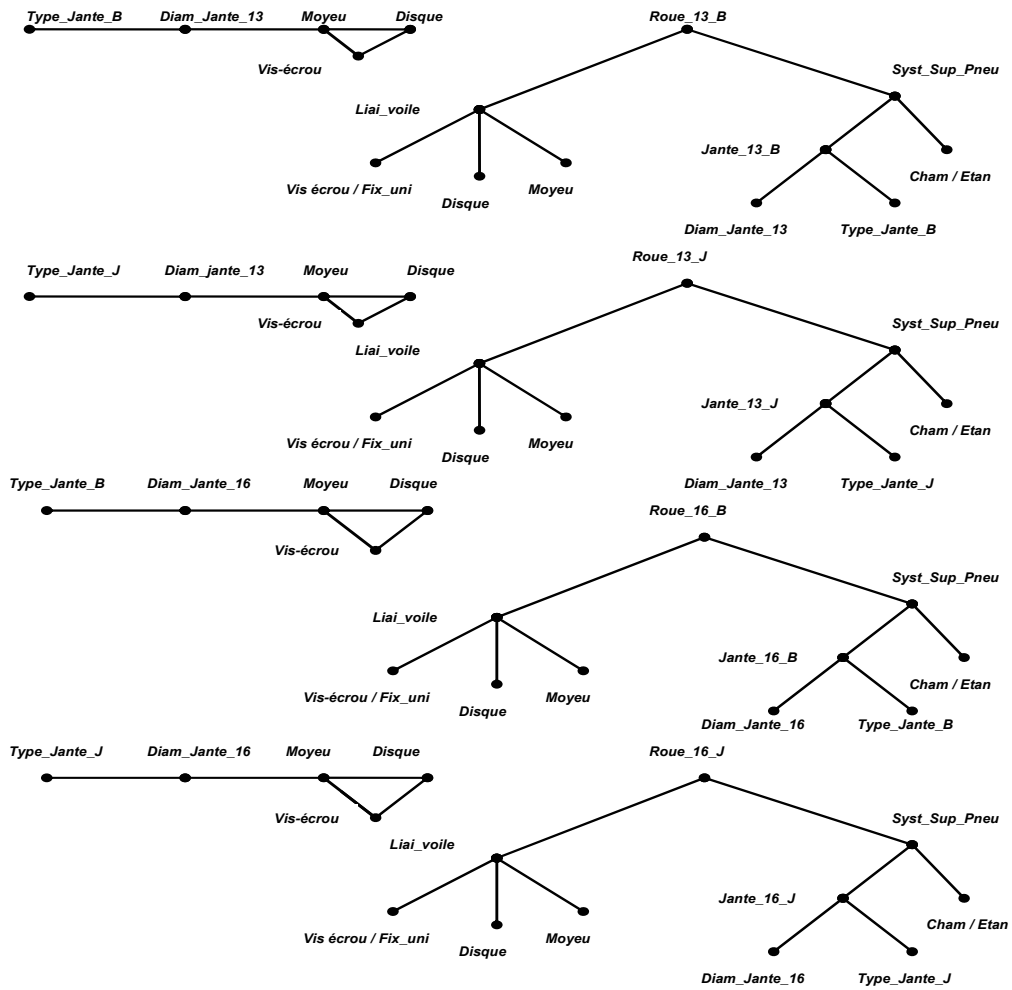 Type_Jante_B Diam_Jante_13 Moyeu Disque Roue_13_B
Vis-écrou Syst_Sup_Pneu
Liai_voile
Jante_13_B
Vis écrou / Fix_uni Disque Moyeu Cham / Etan
Diam_Jante_13 Type_Jante_B
Type_Jante_J Diam_jante_13 Moyeu Disque Roue_13_J
Vis-écrou Syst_Sup_Pneu
Liai_voile
Jante_13_J
Vis écrou / Fix_uni Disque Moyeu Cham / Etan
Diam_Jante_13 Type_Jante_J
Type_Jante_B Diam_Jante_16 Moyeu Disque Roue_16_B
Vis-écrou Syst_Sup_Pneu
Liai_voile
Jante_16_B
Vis-écrou / Fix_uni Disque Moyeu Cham / Etan
Diam_Jante_16 Type_Jante_B
Type_Jante_J Diam_Jante_16 Moyeu Disque Roue_16_J
Vis-écrou Syst_Sup_Pneu
Liai_voile
Jante_16_J
Vis écrou / Fix_uni Disque Moyeu Cham / Etan
Diam_Jante_16 Type_Jante_J